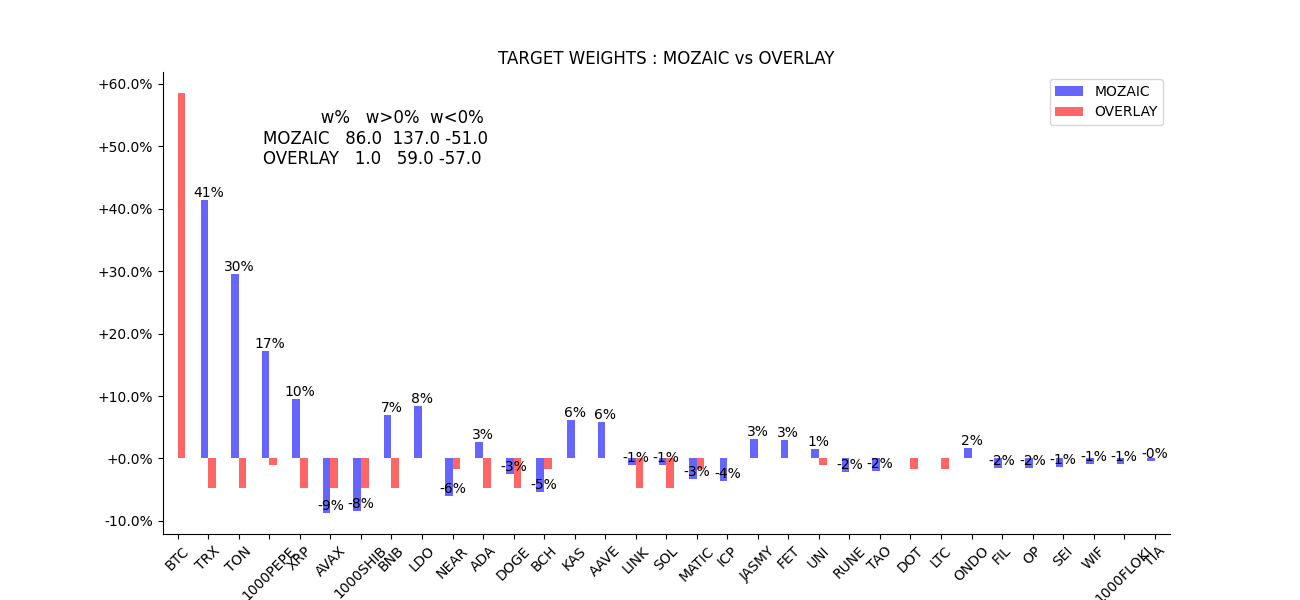 TARGET WEIGHTS : MOZAIC vs OVERLAY
+60.0%
+50.0%
+40.0%
+30.0%
+20.0%
+10.0%
+0.0%
-10.0%
w% w>0% w<0%
MOZAIC 86.0 137.0 -51.0
OVERLAY 1.0 59.0 -57.0
MOZAIC
OVERLAY
41%
30%
17%
10%
-9%
-8%
7%
8%
-6%
3%
-3%
-5%
6%
6%
-1%
-1%
-3%
-4%
3%
3%
1%
-2%
-2%
2%
-2%
-2%
-1%
-1%
-1%
-0%
BTC
TRX
TON
1000PEPE
XRP
AVAX
1000SHIB
BNB
LDO
NEAR
ADA
DOGE
BCH
KAS
AAVE
LINK
SOL
MATIC
ICP
JASMY
FET
UNI
RUNE
TAO
DOT
LTC
ONDO
FIL
OP
SEI
WIF
1000FLOKI
TIA